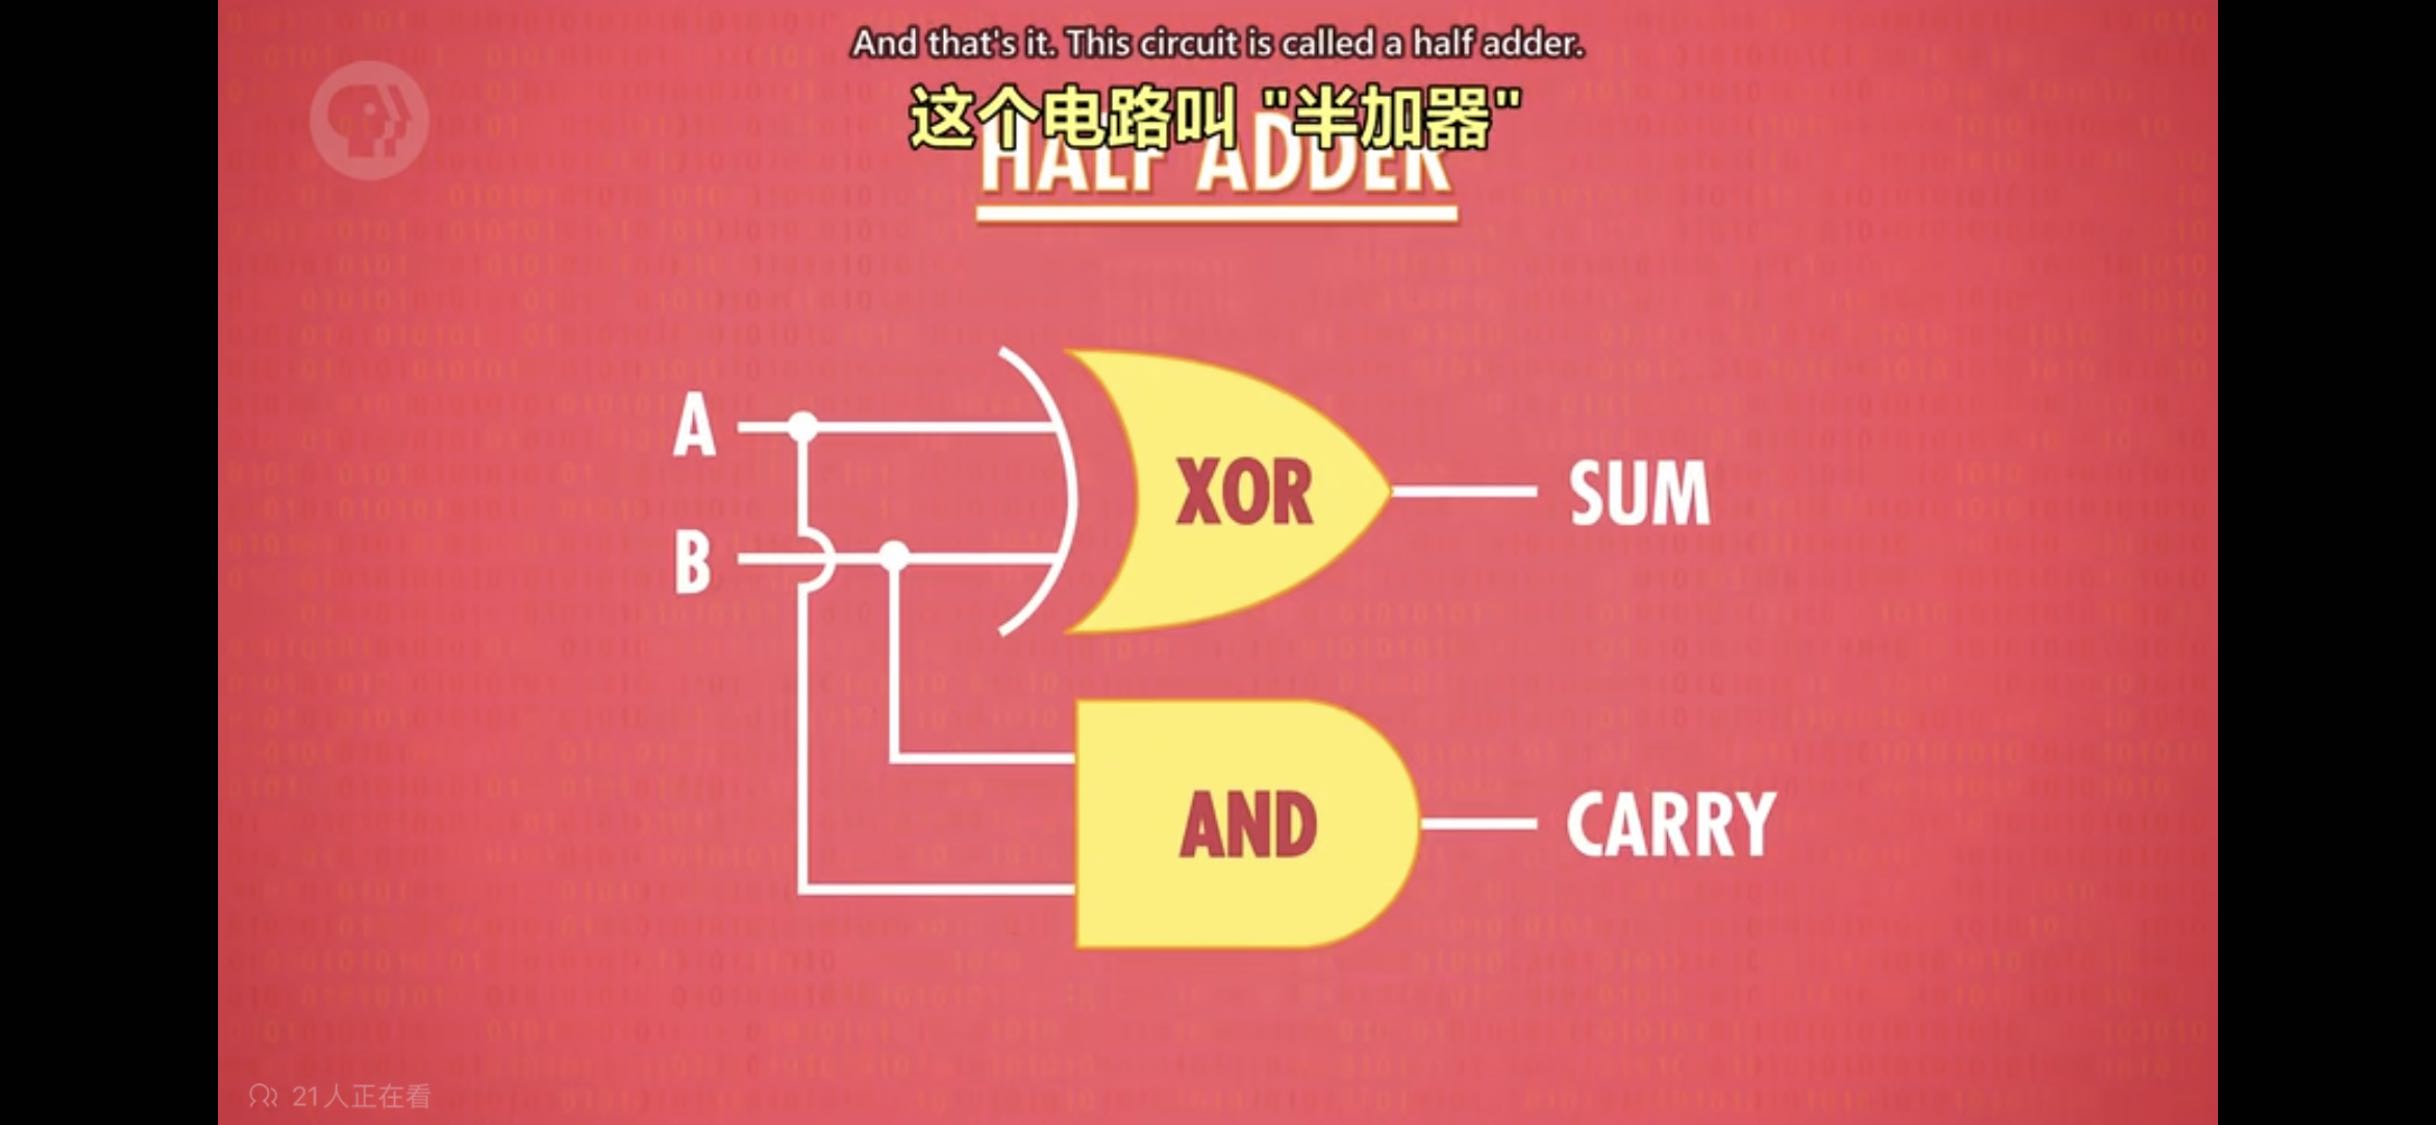 And that's it. This circuit is called a half adder.
这个电路叫 "半加器"
HALF ADDER
A
XOR
SUM
B
AND
CARRY
21人正在看